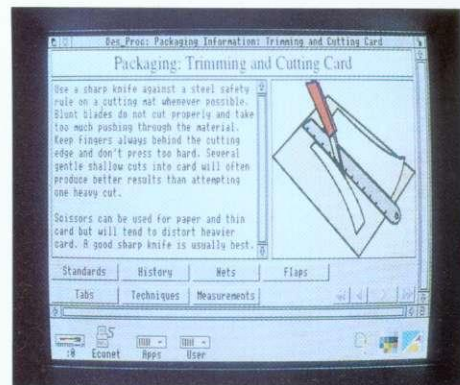 Des_Proc: Packaging Information: Trimming and Cutting Card
Packaging: Trimming and Cutting Card
Use a sharp knife against a steel safety
rule on a cutting mat whenever possible.
Blunt blades do not cut properly and take
too much pushing through the material.
Keep fingers always behind the cutting
edge and don't press too hard. Several
gentle shallow cuts into card will often
produce better results than attempting
one heavy cut.
Scissors can be used for paper and thin
card but will tend to distort heavier
card. A good sharp knife is usually best.
Standards History Nets Flaps
Tabs Techniques Measurements
:0 Econet Apps User